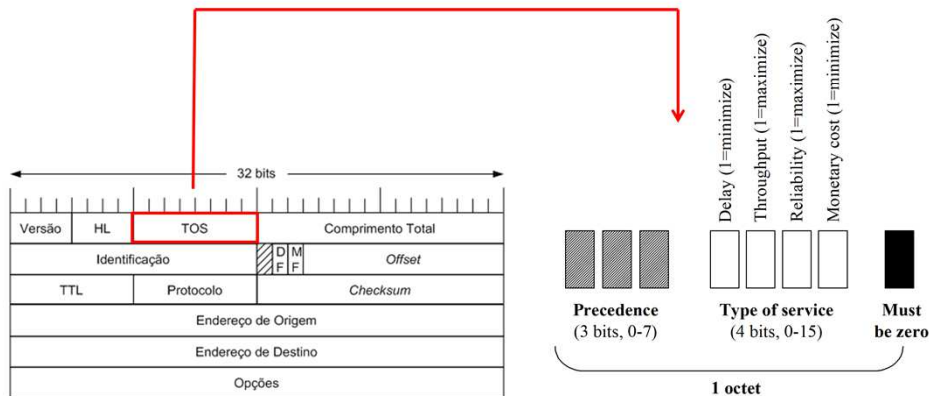 32 bits
Versão HL TOS Comprimento Total
Identificação D F M F Offset
TTL Protocolo Checksum
Endereço de Origem
Endereço de Destino
Opções
Delay (1=minimize)
Throughput (1=maximize)
Reliability (1=maximize)
Monetary cost (1=minimize)
Precedence
(3 bits, 0-7)
Type of service
(4 bits, 0-15)
Must
be zero
1 octet